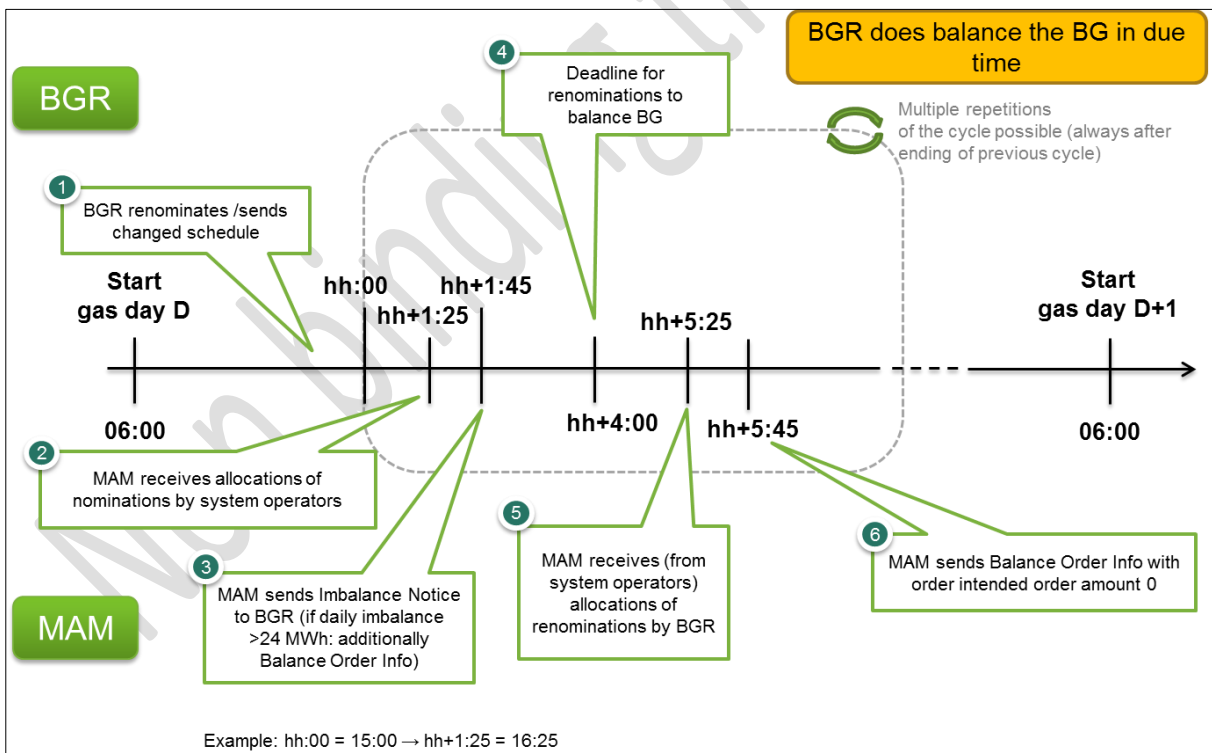 BGR does balance the BG in due
time
BGR
4
Deadline for
renominations to
balance BG
Multiple repetitions
of the cycle possible (always after
ending of previous cycle)
1
BGR renominates /sends
changed schedule
Start
gas day D
hh:00
hh+1:25
hh+1:45
hh+5:25
Start
gas day D+1
06:00
hh+4:00
hh+5:45
06:00
2
MAM receives allocations of
nominations by system operators
3
MAM sends Imbalance Notice
to BGR (if daily imbalance
>24 MWh: additionally
Balance Order Info)
5
MAM receives (from
system operators)
allocations of
renominations by BGR
6
MAM sends Balance Order Info with
order intended order amount 0
MAM
Example: hh:00 = 15:00 → hh+1:25 = 16:25